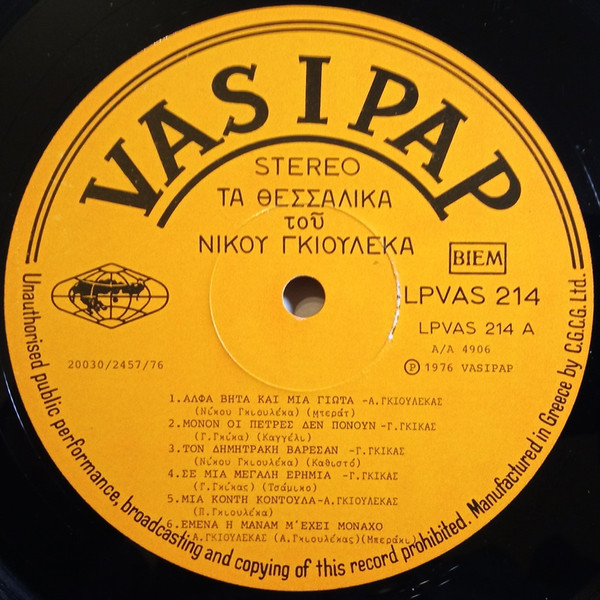 VASIPAP
STEREO
ΤΑ ΘΕΣΣΑΛΙΚΑ
τοῦ
ΝΙΚΟΥ ΓΚΙΟΥΛΕΚΑ
BIEM
LPVAS 214
LPVAS 214 A
A/A 4906
Ⓟ 1976 VASIPAP
20030/2457/76
1.ΑΛΦΑ ΒΗΤΑ ΚΑΙ ΜΙΑ ΓΙΩΤΑ -Α.ΓΚΙΟΥΛΕΚΑΣ
(Νίκου Γκιουλέκα) (Μπεράτ)
2.ΜΟΝΟΝ ΟΙ ΠΕΤΡΕΣ ΔΕΝ ΠΟΝΟΥΝ -Γ.ΓΚΙΚΑΣ
(Γ.Γκίκα) (Καγγέλι)
3.ΤΟΝ ΔΗΜΗΤΡΑΚΗ ΒΑΡΕΣΑΝ -Γ.ΓΚΙΚΑΣ
(Νίκου Γκιουλέκα) (Καθιστό)
4.ΣΕ ΜΙΑ ΜΕΓΑΛΗ ΕΡΗΜΙΑ -Γ.ΓΚΙΚΑΣ
(Γ.Γκίκας) (Τσάμικο)
5.ΜΙΑ ΚΟΝΤΗ ΚΟΝΤΟΥΛΑ-Α.ΓΚΙΟΥΛΕΚΑΣ
(Π.Γκιουλέκα)
6.ΕΜΕΝΑ Η ΜΑΝΑΜ Μ΄ΕΧΕΙ ΜΟΝΑΧΟ
-Α.ΓΚΙΟΥΛΕΚΑΣ (Α.Γκιουλέκας)(Μπεράκι)
Unauthorised public performance, broadcasting and copying of this record prohibited. Manufactured in Greece by C.G.C.G. Ltd.